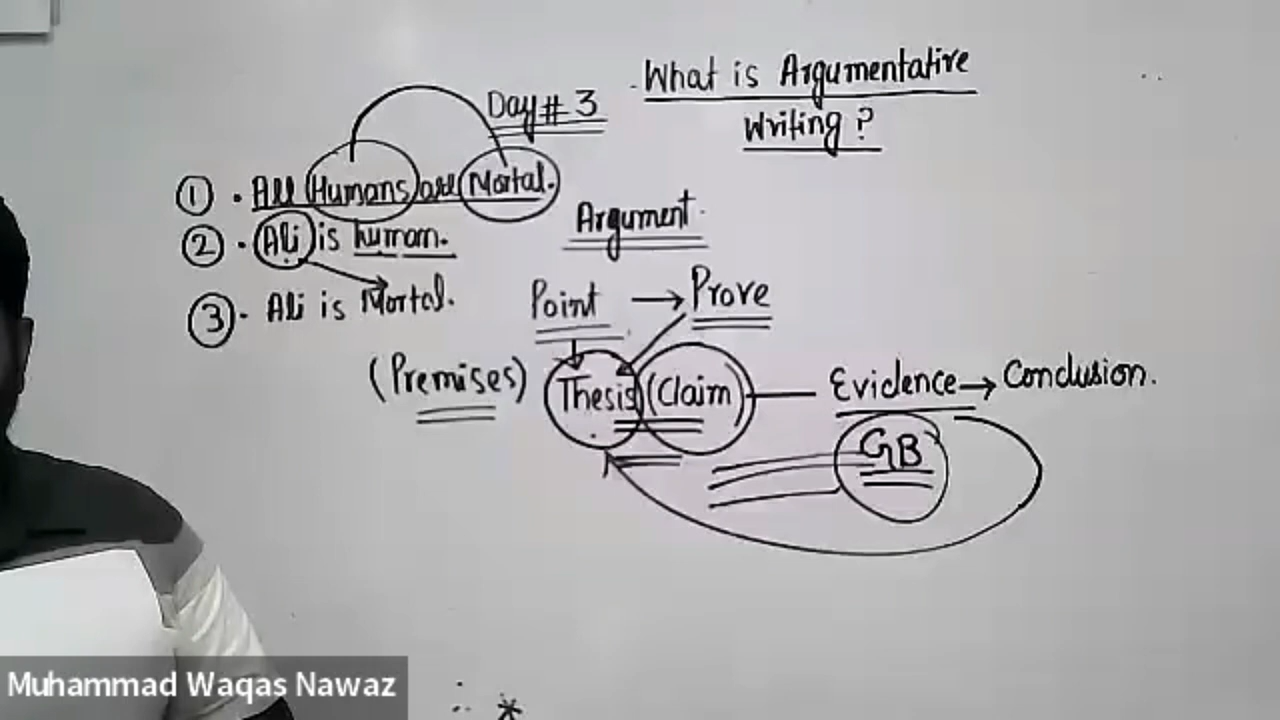 Day # 3
What is Argumentative
Writing?
① • All Humans are Mortal.
② • Ali is human.
③ • Ali is Mortal.
Argument
Point → Prove
(Premises) Thesis (Claim) — Evidence → Conclusion.
GB
Muhammad Waqas Nawaz